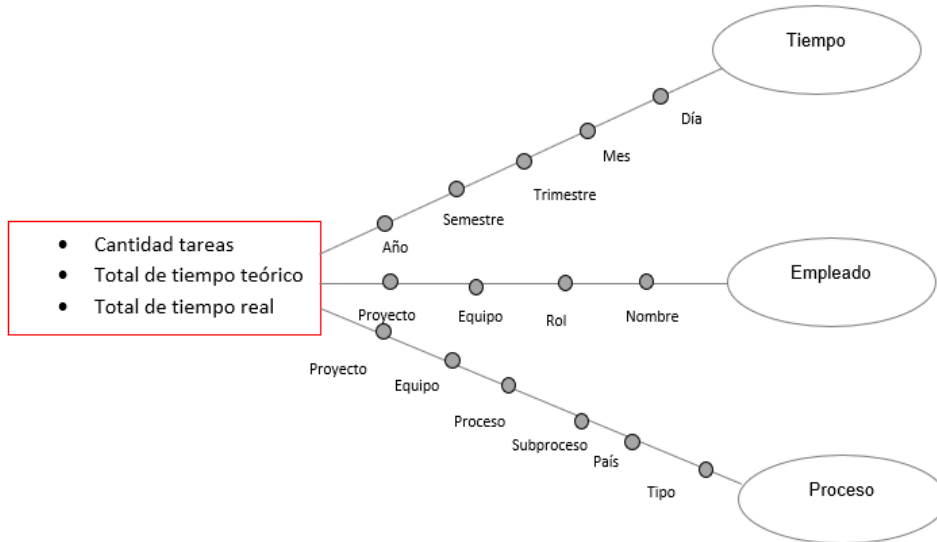 Tiempo
Día
Mes
Trimestre
Semestre
Año
• Cantidad tareas
• Total de tiempo teórico
• Total de tiempo real
Empleado
Proyecto
Equipo
Rol
Nombre
Proyecto
Equipo
Proceso
Subproceso
País
Tipo
Proceso